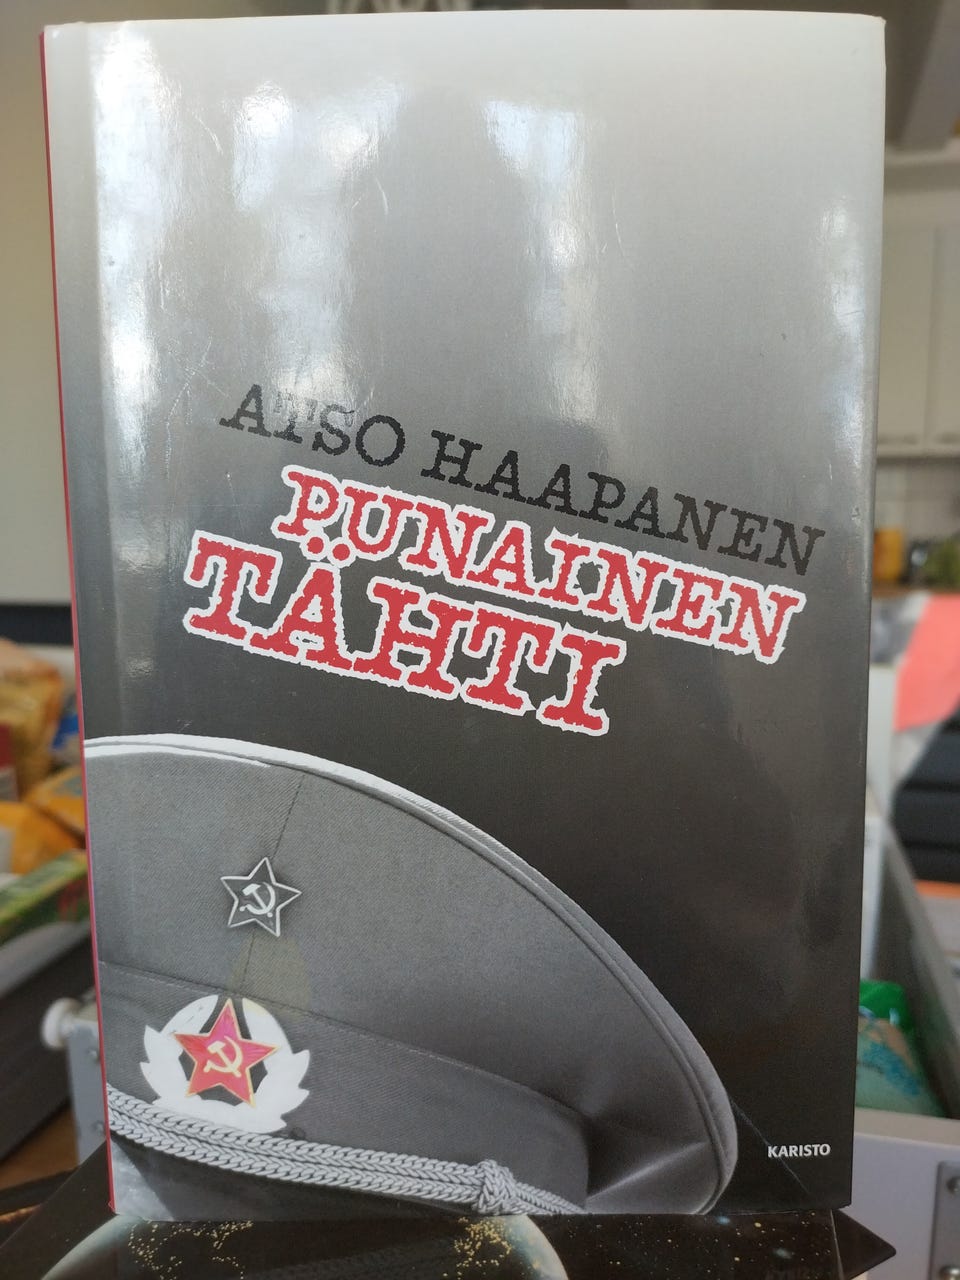 ATSO HAAPANEN
PUNAINEN
TÄHTI
KARISTO